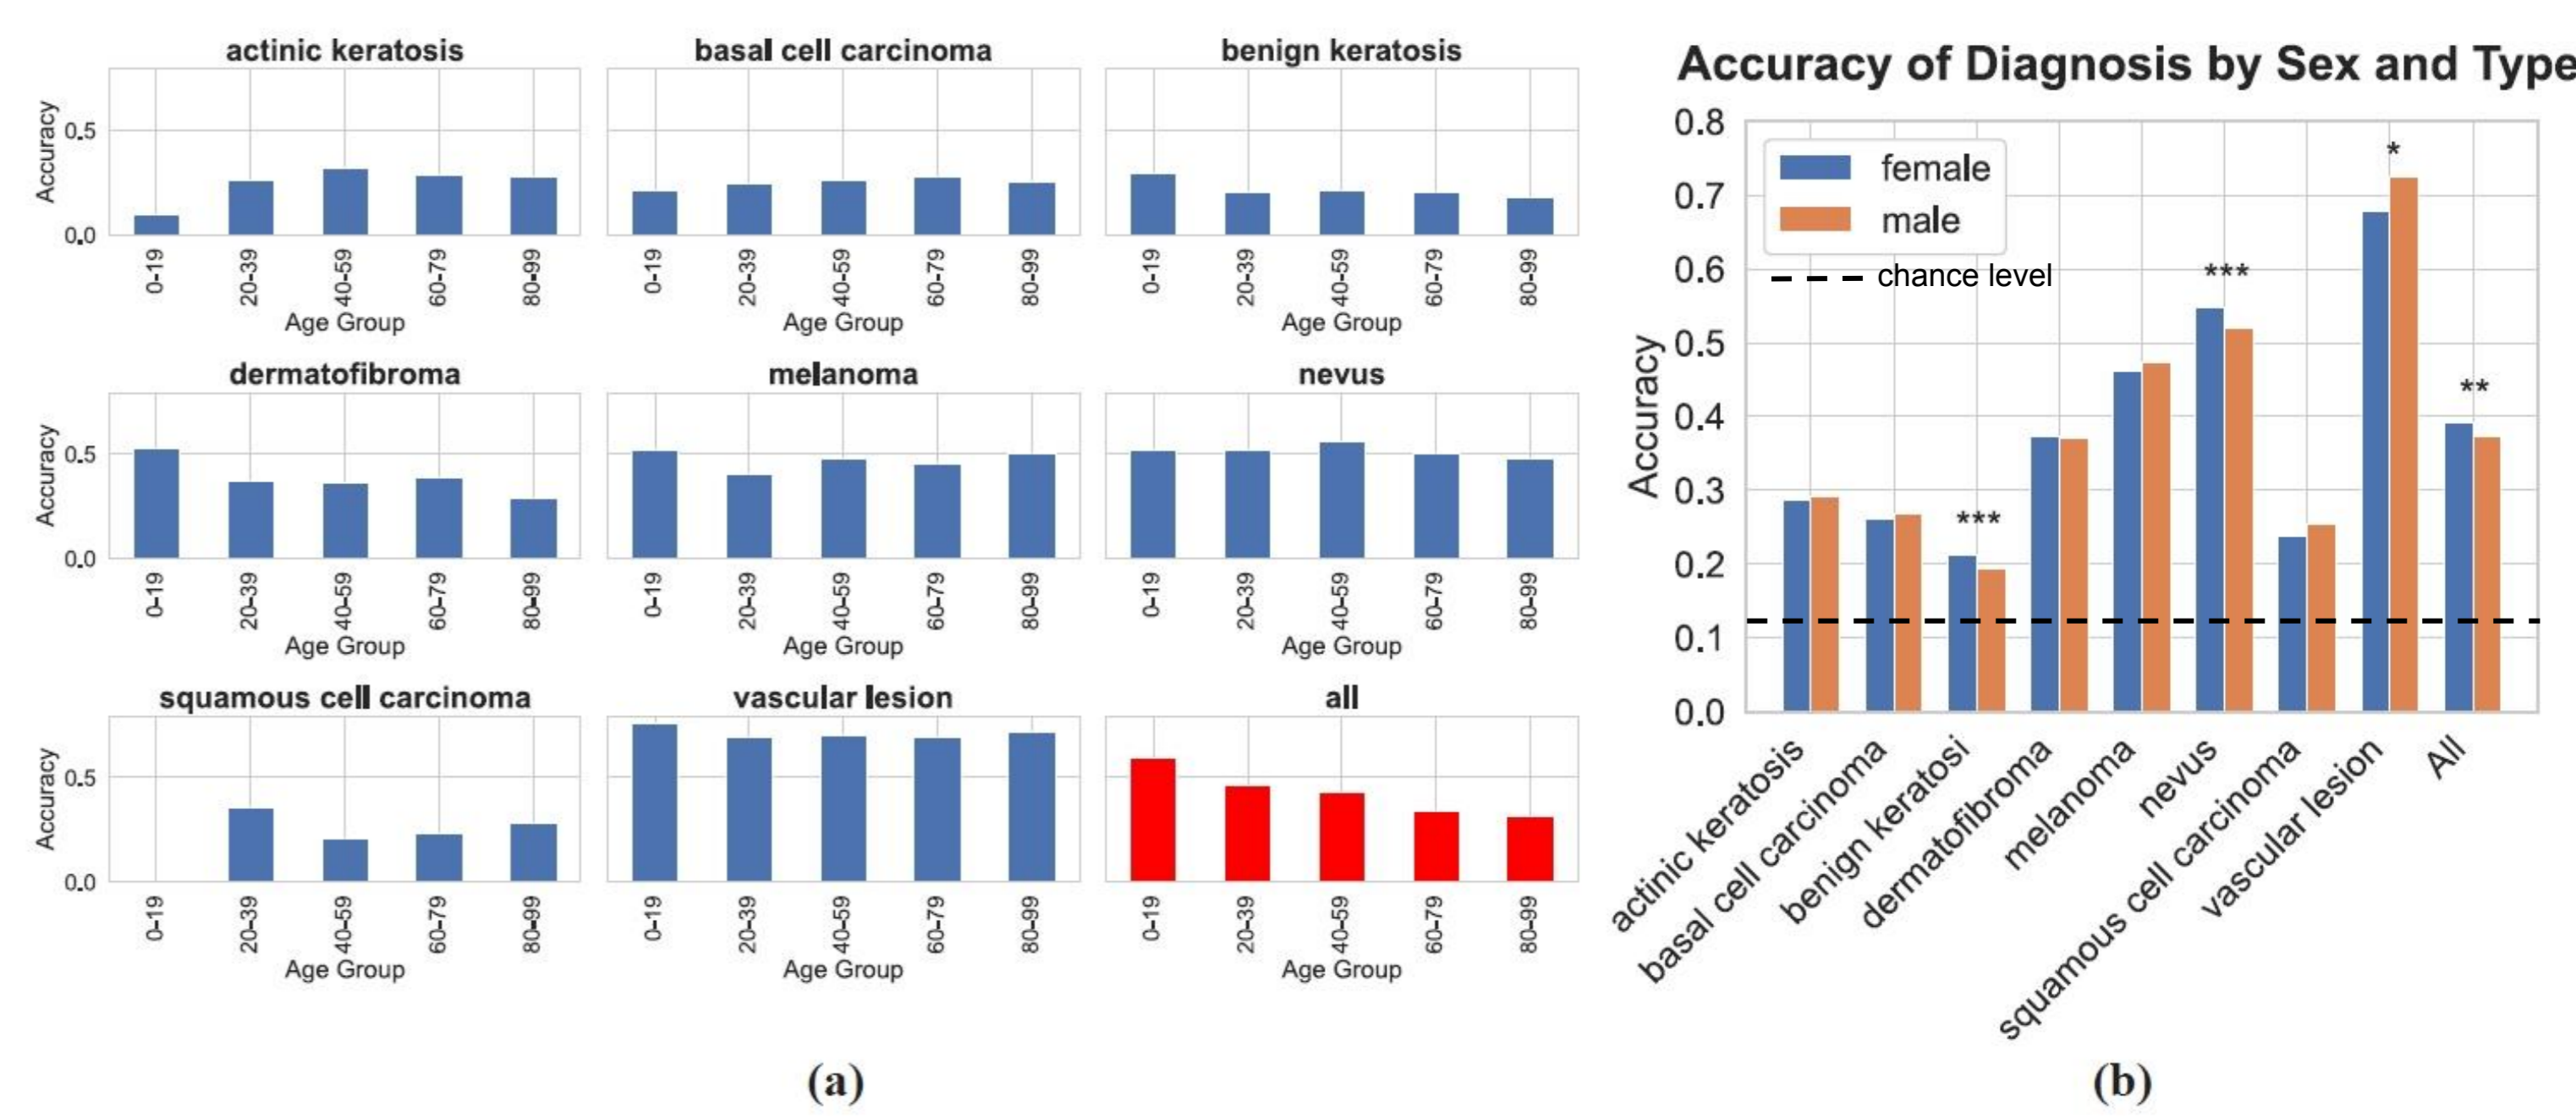 actinic keratosis
basal cell carcinoma
benign keratosis
Accuracy
0.5
0.0
0-19
20-39
40-59
60-79
80-99
0-19
20-39
40-59
60-79
80-99
0-19
20-39
40-59
60-79
80-99
Age Group
Age Group
Age Group
dermatofibroma
melanoma
nevus
Accuracy
0.5
0.0
0-19
20-39
40-59
60-79
80-99
0-19
20-39
40-59
60-79
80-99
0-19
20-39
40-59
60-79
80-99
Age Group
Age Group
Age Group
squamous cell carcinoma
vascular lesion
all
Accuracy
0.5
0.0
0-19
20-39
40-59
60-79
80-99
0-19
20-39
40-59
60-79
80-99
0-19
20-39
40-59
60-79
80-99
Age Group
Age Group
Age Group
(a)
Accuracy of Diagnosis by Sex and Type
female
male
chance level
Accuracy
0.8
0.7
0.6
0.5
0.4
0.3
0.2
0.1
0.0
***
***
*
**
actinic keratosis
basal cell carcinoma
benign keratosi
dermatofibroma
melanoma
nevus
squamous cell carcinoma
vascular lesion
All
(b)